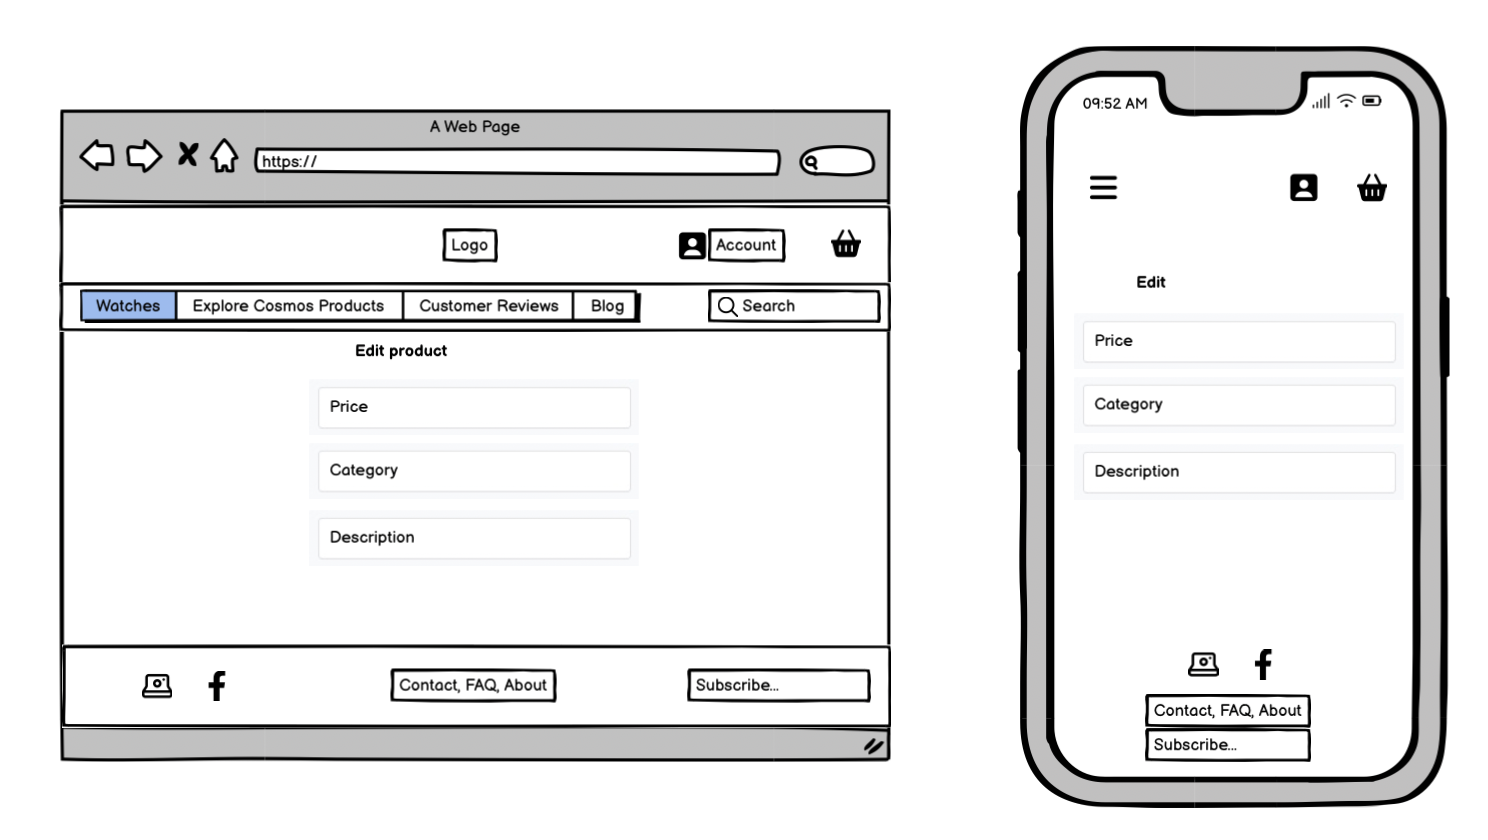 A Web Page
https://
Logo
Account
Watches Explore Cosmos Products Customer Reviews Blog
Search
Edit product
Price
Category
Description
Contact, FAQ, About
Subscribe...
09:52 AM
Edit
Price
Category
Description
Contact, FAQ, About
Subscribe...